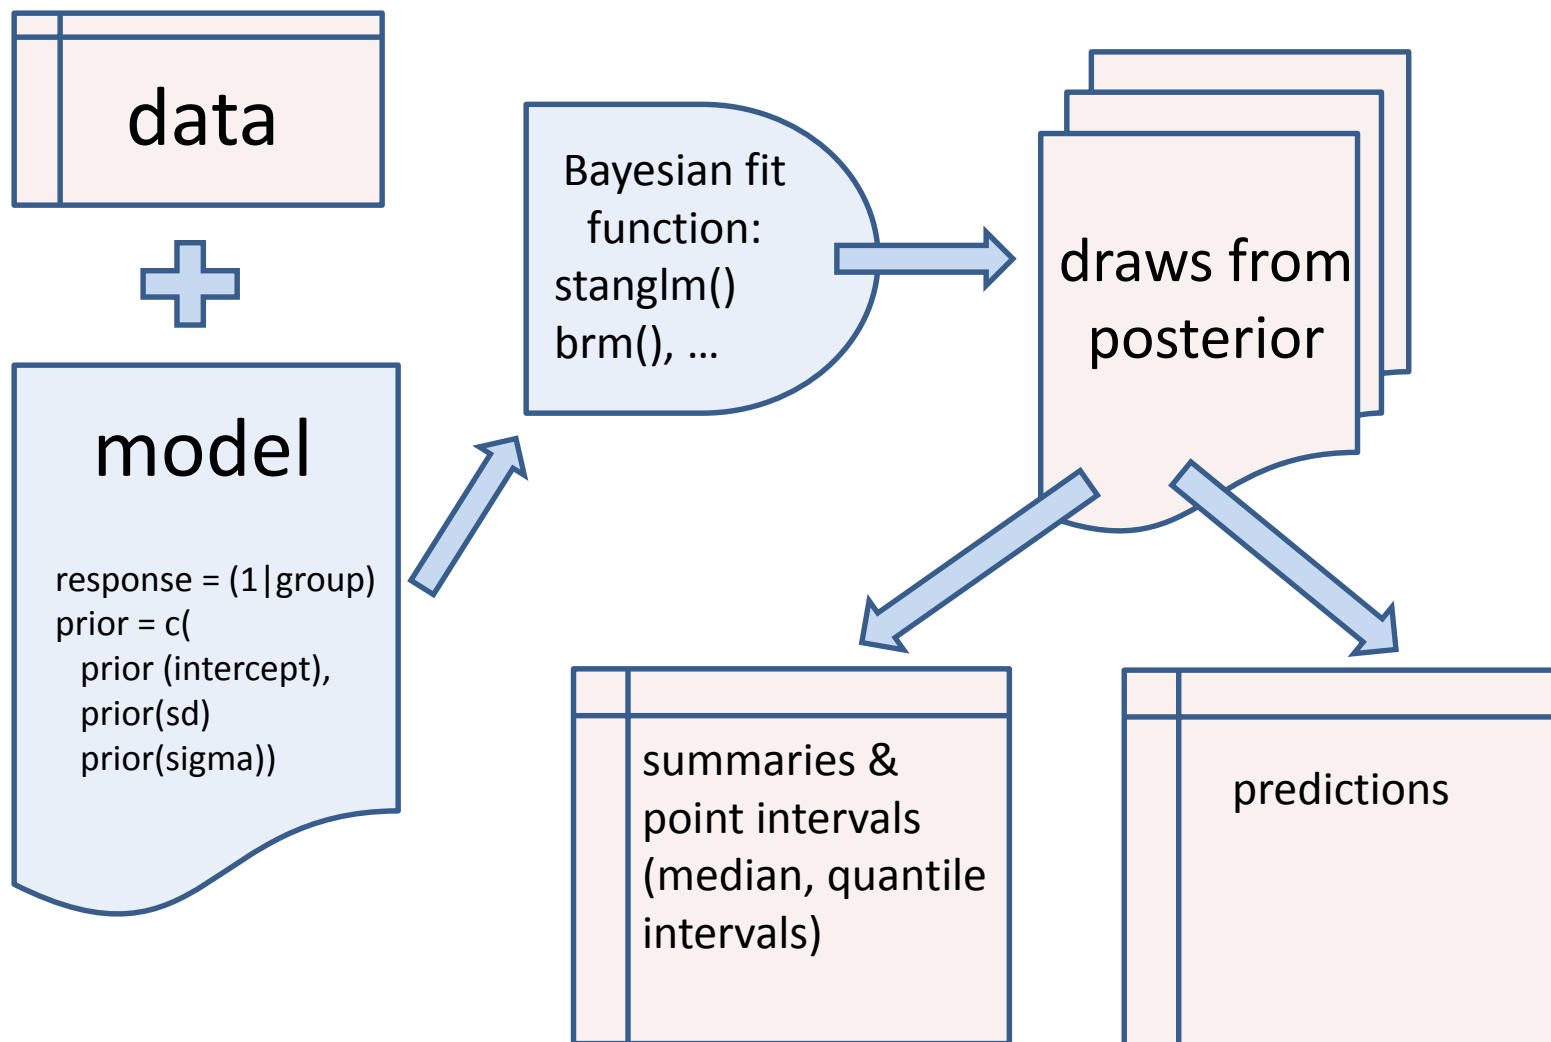 data
model
response = (1|group)
prior = c(
prior (intercept),
prior(sd)
prior(sigma))
Bayesian fit
function:
stanglm()
brm(), ...
draws from
posterior
summaries &
point intervals
(median, quantile
intervals)
predictions